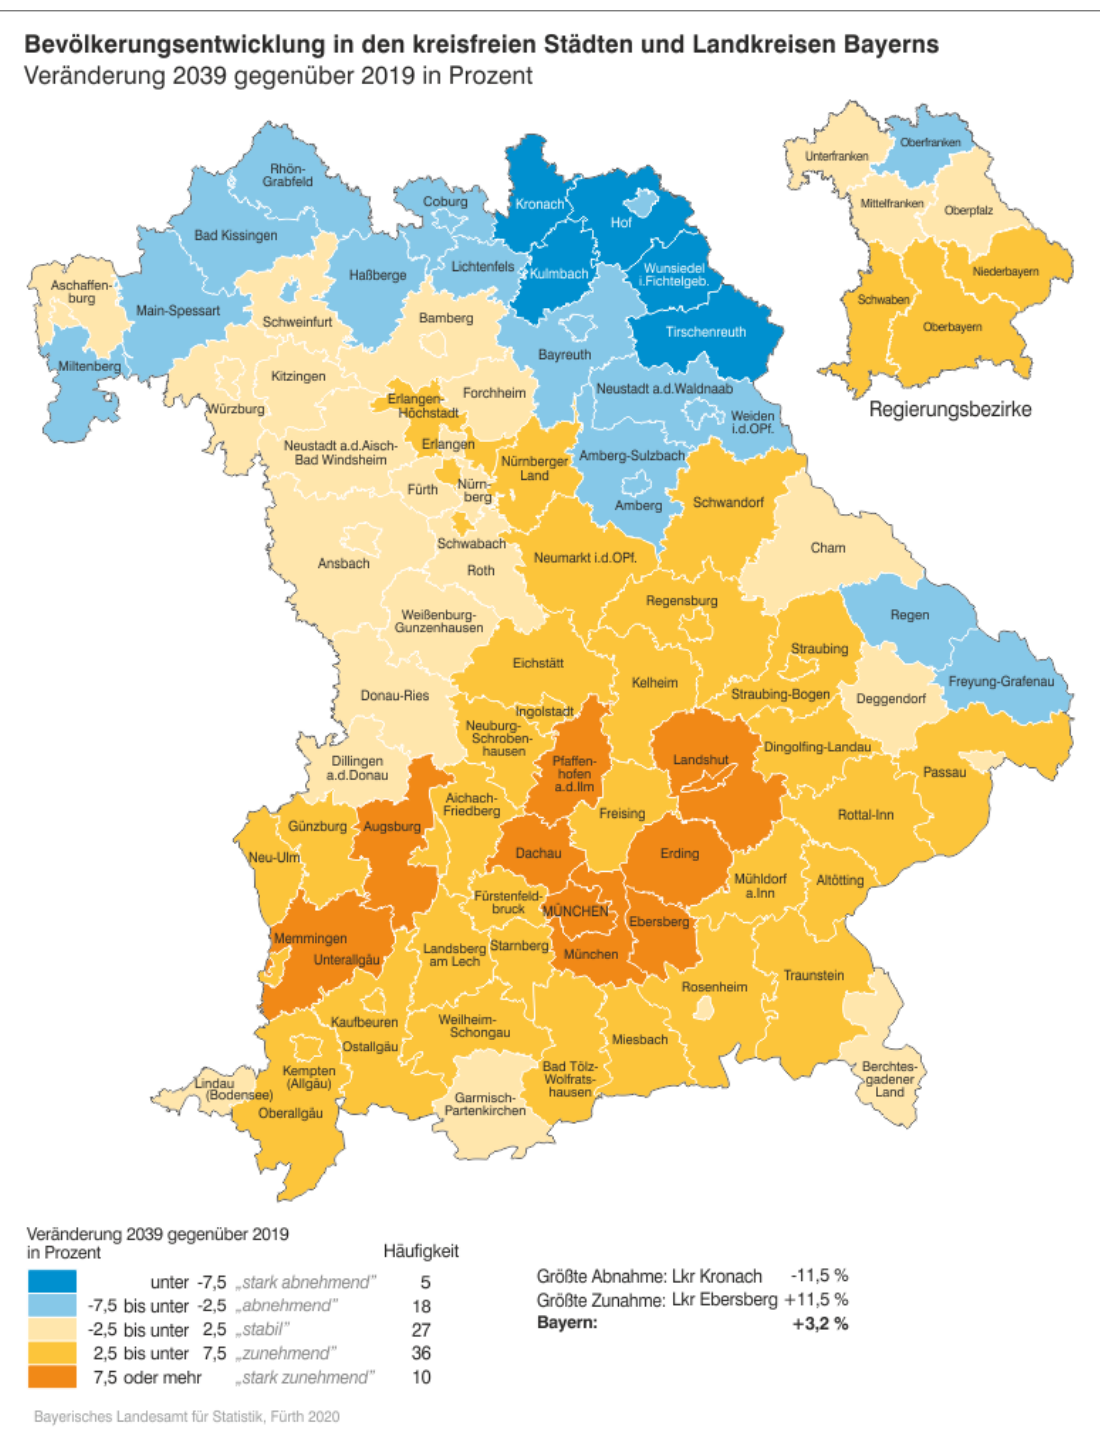 Bevölkerungsentwicklung in den kreisfreien Städten und Landkreisen Bayerns
Veränderung 2039 gegenüber 2019 in Prozent
Unterfranken
Oberfranken
Mittelfranken
Oberpfalz
Niederbayern
Schwaben
Oberbayern
Regierungsbezirke
Rhön-
Grabfeld
Bad Kissingen
Coburg
Kronach
Hof
Lichtenfels
Kulmbach
Wunsiedel
i.Fichtelgeb.
Haßberge
Aschaffen-
burg
Main-Spessart
Schweinfurt
Bamberg
Tirschenreuth
Bayreuth
Miltenberg
Kitzingen
Würzburg
Forchheim
Neustadt a.d.Waldnaab
Erlangen-
Höchstadt
Weiden
i.d.OPf.
Neustadt a.d.Aisch-
Bad Windsheim
Erlangen
Nürnberger
Land
Amberg-Sulzbach
Fürth
Nürn-
berg
Amberg
Schwandorf
Schwabach
Ansbach
Roth
Neumarkt i.d.OPf.
Cham
Weißenburg-
Gunzenhausen
Regensburg
Regen
Straubing
Eichstätt
Kelheim
Freyung-Grafenau
Donau-Ries
Straubing-Bogen
Deggendorf
Ingolstadt
Neuburg-
Schroben-
hausen
Dingolfing-Landau
Dillingen
a.d.Donau
Pfaffen-
hofen
a.d.Ilm
Landshut
Passau
Aichach-
Friedberg
Freising
Rottal-Inn
Günzburg
Augsburg
Neu-Ulm
Dachau
Erding
Mühldorf
a.Inn
Altötting
Fürstenfeld-
bruck
MÜNCHEN
Ebersberg
Memmingen
Unterallgäu
Landsberg
am Lech
Starnberg
München
Rosenheim
Traunstein
Kaufbeuren
Ostallgäu
Weilheim-
Schongau
Miesbach
Kempten
(Allgäu)
Bad Tölz-
Wolfrats-
hausen
Berchtes-
gadener
Land
Lindau
(Bodensee)
Oberallgäu
Garmisch-
Partenkirchen
Veränderung 2039 gegenüber 2019
in Prozent Häufigkeit
unter -7,5 „stark abnehmend” 5
-7,5 bis unter -2,5 „abnehmend” 18
-2,5 bis unter 2,5 „stabil” 27
2,5 bis unter 7,5 „zunehmend” 36
7,5 oder mehr „stark zunehmend” 10
Größte Abnahme: Lkr Kronach -11,5 %
Größte Zunahme: Lkr Ebersberg +11,5 %
Bayern: +3,2 %
Bayerisches Landesamt für Statistik, Fürth 2020